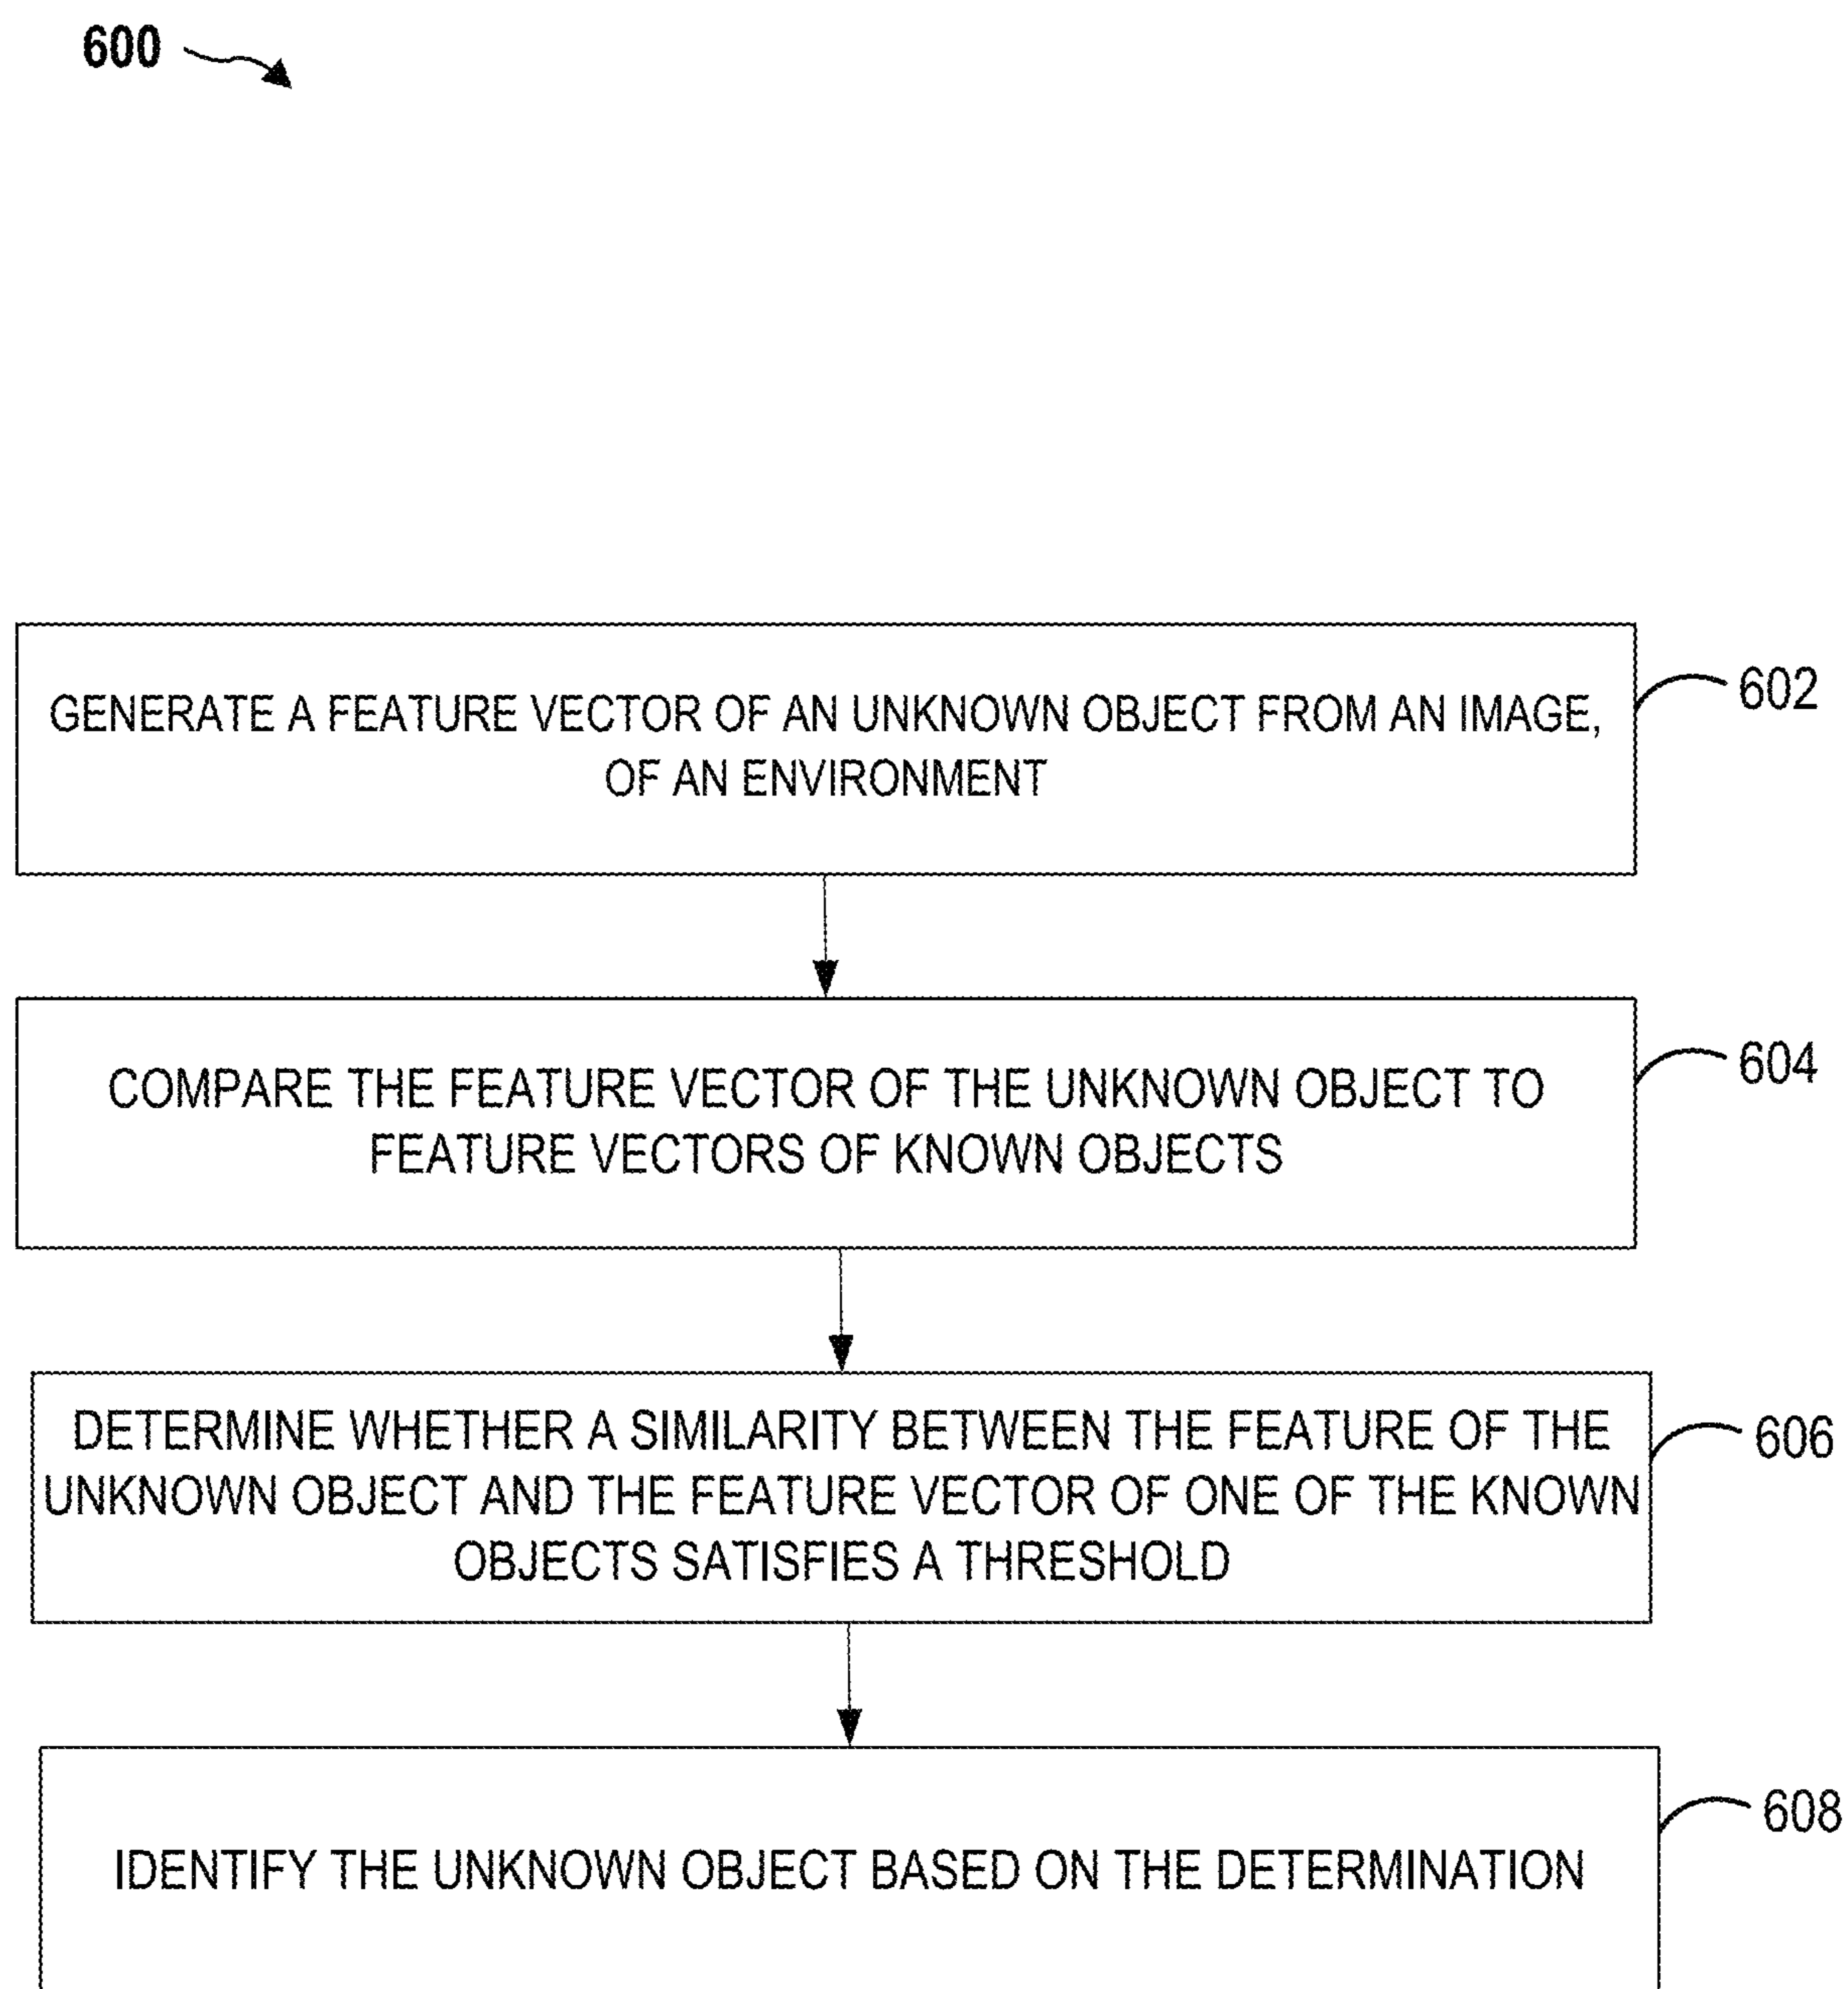 600
GENERATE A FEATURE VECTOR OF AN UNKNOWN OBJECT FROM AN IMAGE,
OF AN ENVIRONMENT
602
COMPARE THE FEATURE VECTOR OF THE UNKNOWN OBJECT TO
FEATURE VECTORS OF KNOWN OBJECTS
604
DETERMINE WHETHER A SIMILARITY BETWEEN THE FEATURE OF THE
UNKNOWN OBJECT AND THE FEATURE VECTOR OF ONE OF THE KNOWN
OBJECTS SATISFIES A THRESHOLD
606
IDENTIFY THE UNKNOWN OBJECT BASED ON THE DETERMINATION
608